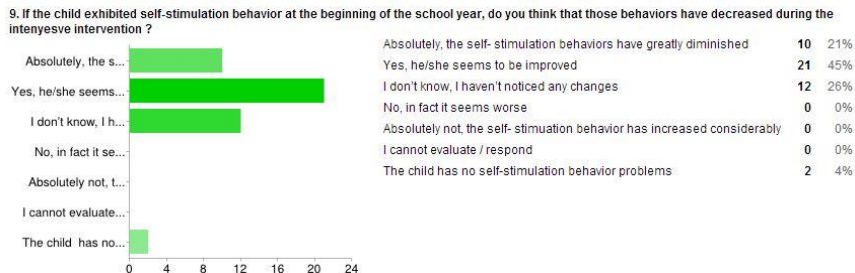 9. If the child exhibited self-stimulation behavior at the beginning of the school year, do you think that those behaviors have decreased during the
intenyesve intervention ?
Absolutely, the s...
Yes, he/she seems...
I don't know, I h...
No, in fact it se...
Absolutely not, t...
I cannot evaluate...
The child has no...
0 4 8 12 16 20 24
Absolutely, the self- stimulation behaviors have greatly diminished 10 21%
Yes, he/she seems to be improved 21 45%
I don't know, I haven't noticed any changes 12 26%
No, in fact it seems worse 0 0%
Absolutely not, the self- stimuation behavior has increased considerably 0 0%
I cannot evaluate / respond 0 0%
The child has no self-stimulation behavior problems 2 4%